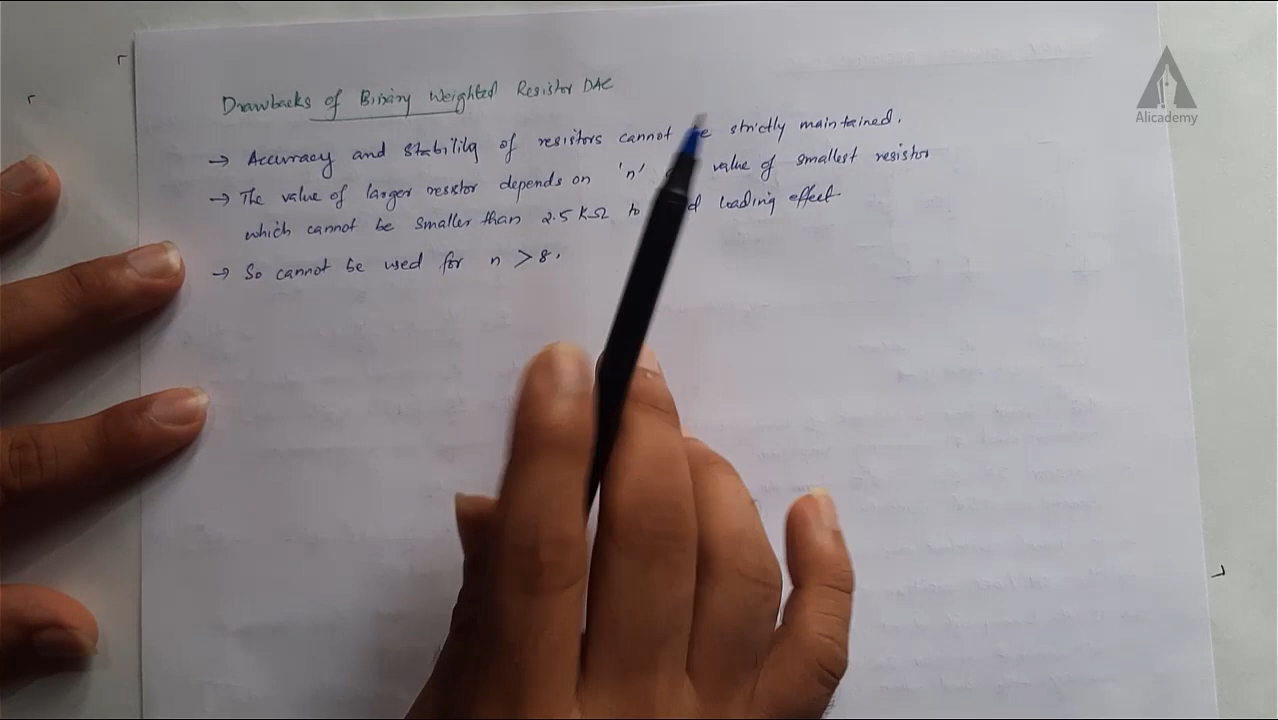 Drawbacks of Binary Weighted Resistor DAC
→ Accuracy and stability of resistors cannot be strictly maintained.
→ The value of larger resistor depends on 'n' value of smallest resistor
which cannot be smaller than 2.5 KΩ to loading effect
→ So cannot be used for n > 8.
Alicademy